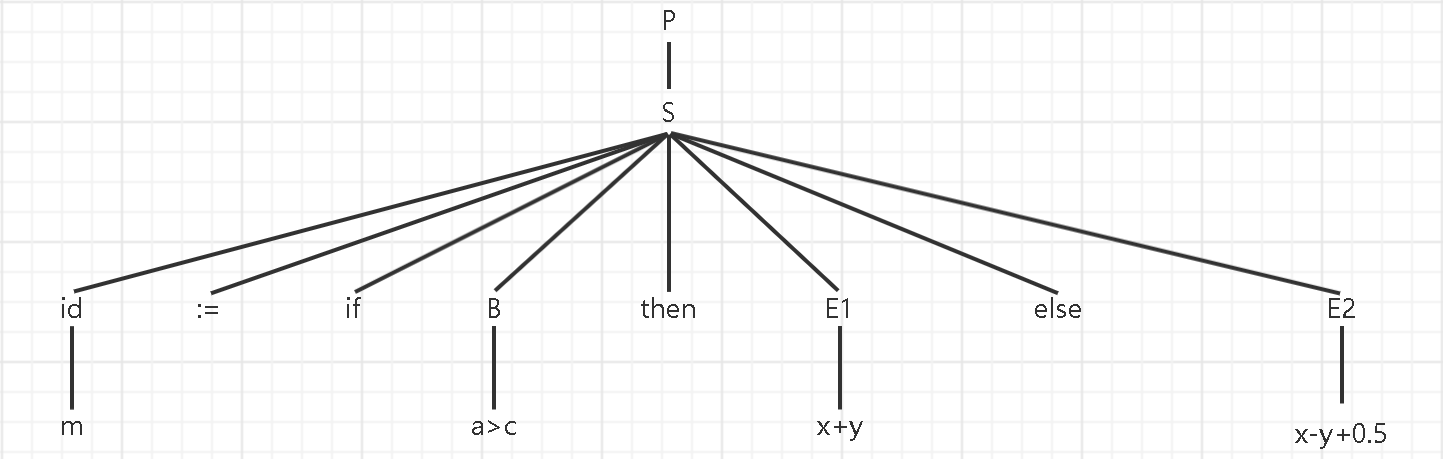 P
S
id := if B then E1 else E2
m a>c x+y x-y+0.5